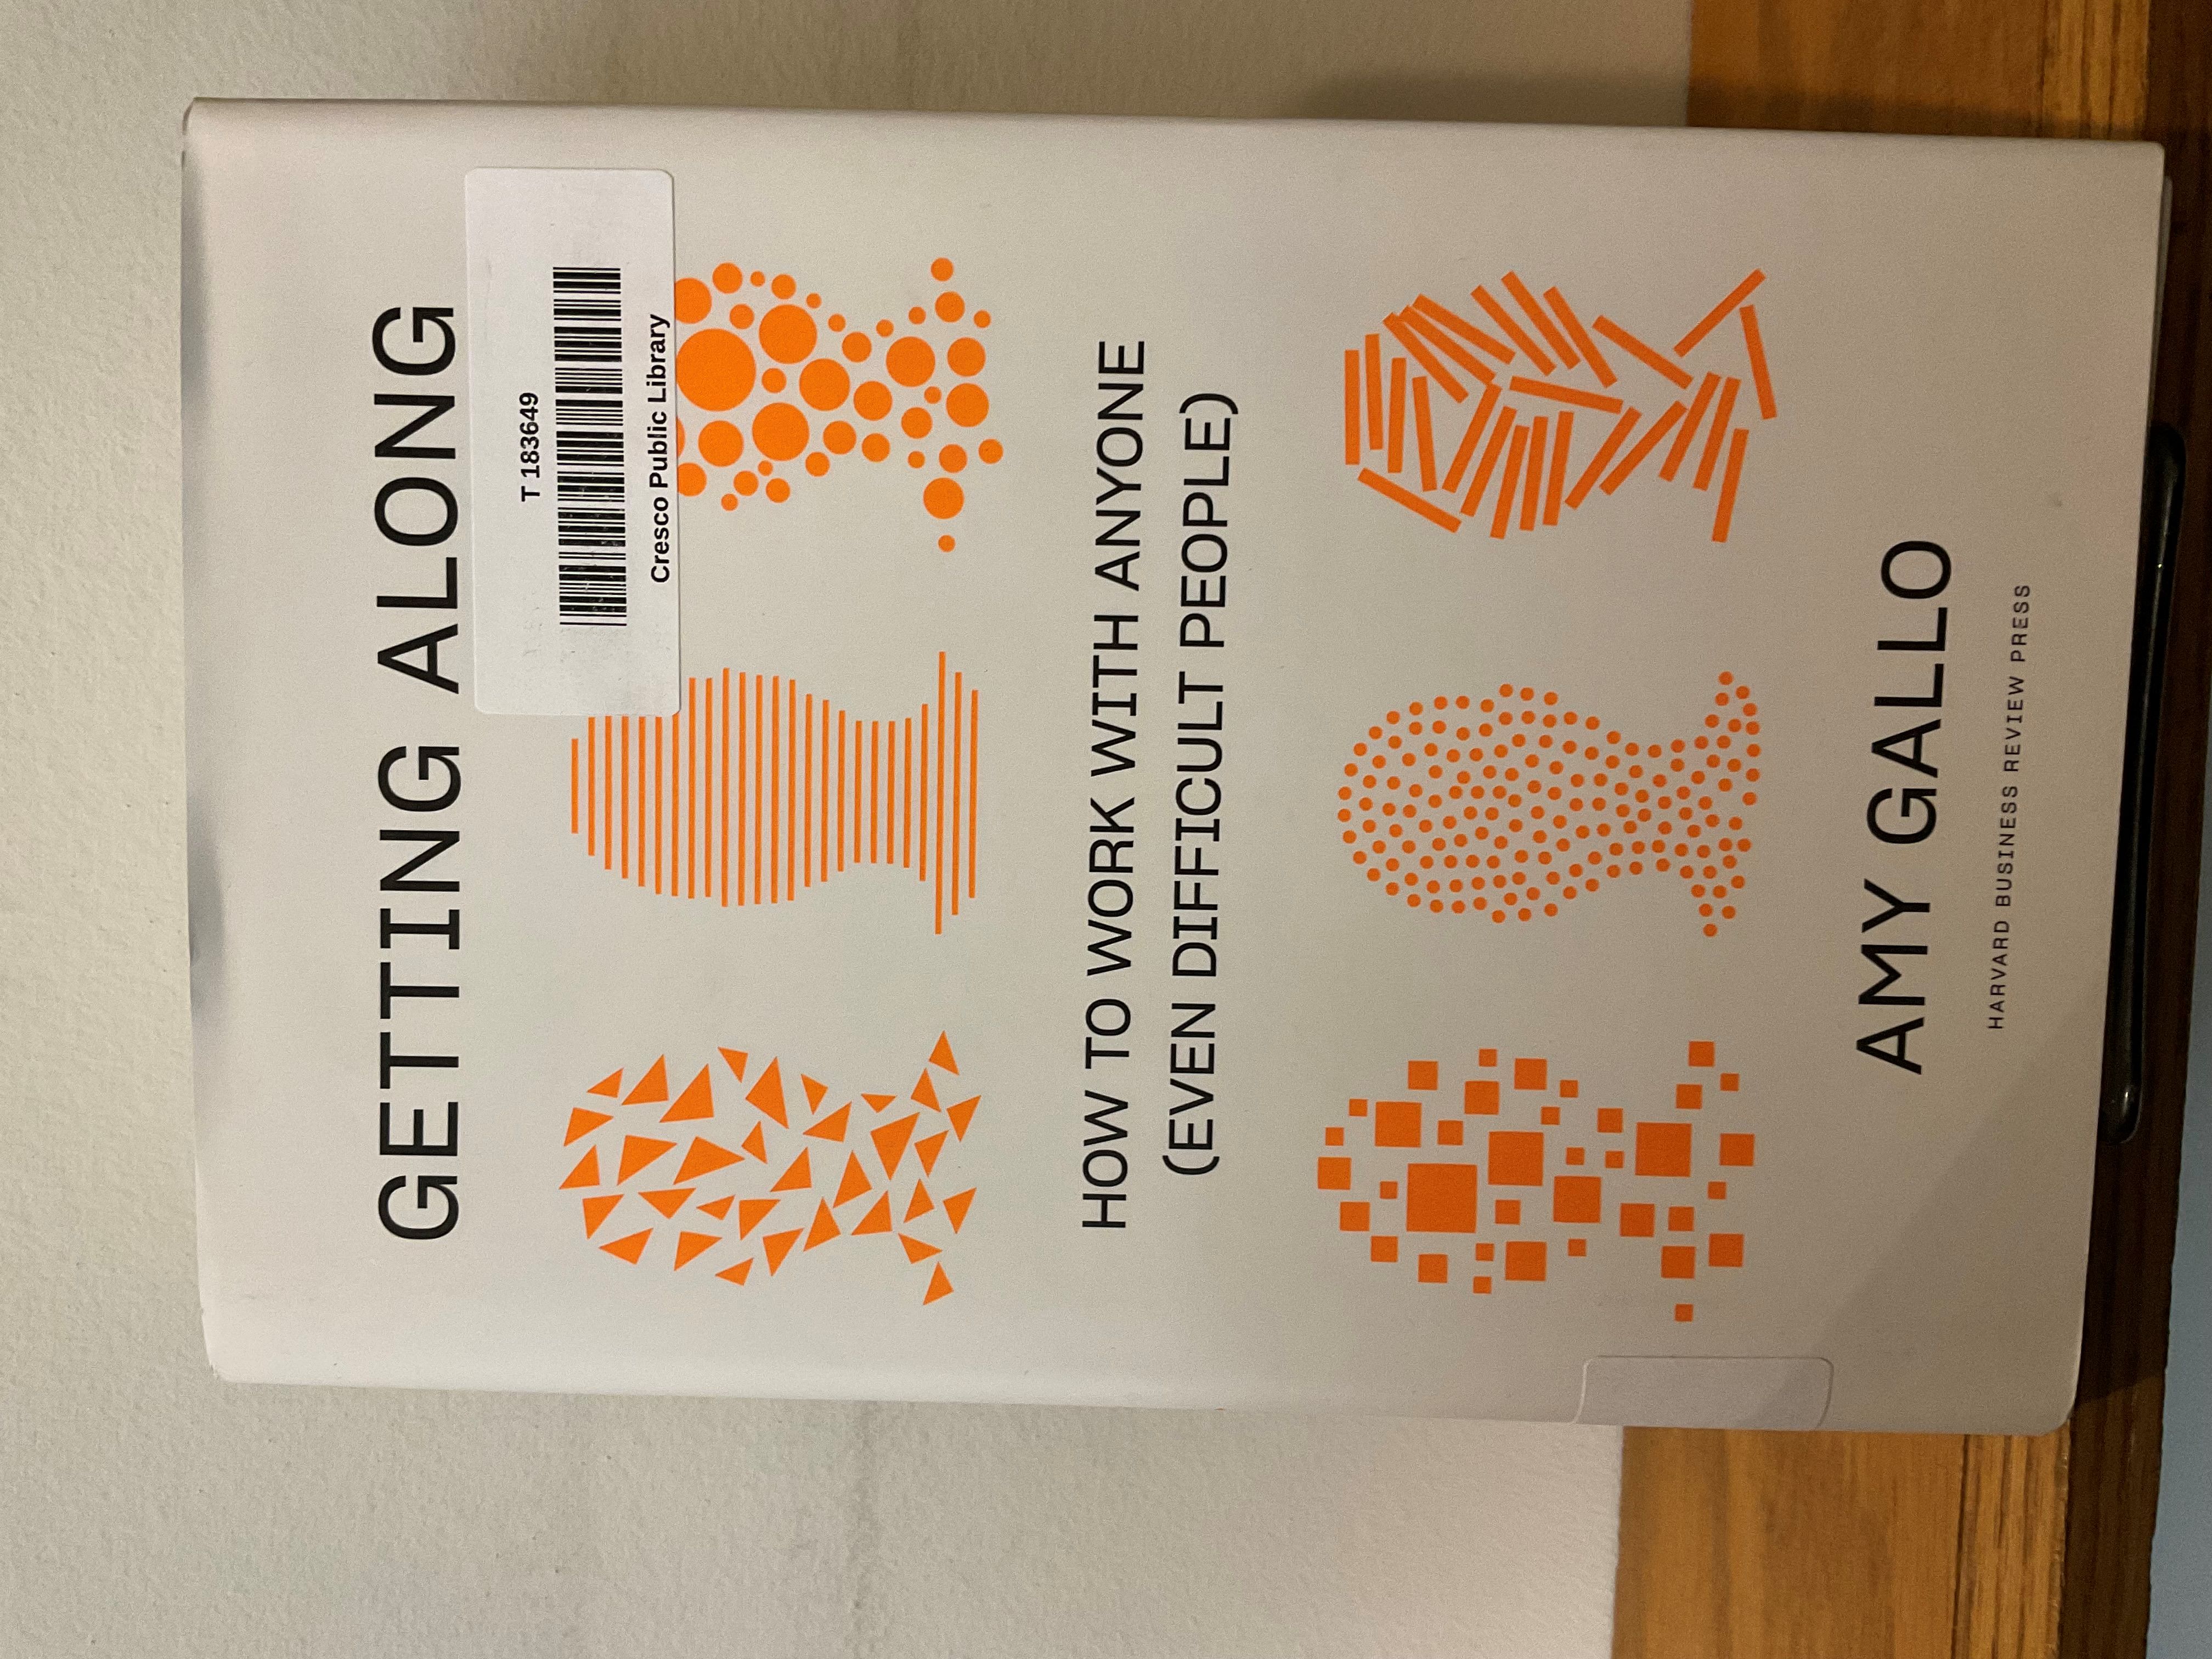 GETTING ALONG
T 183649
Cresco Public Library
HOW TO WORK WITH ANYONE
(EVEN DIFFICULT PEOPLE)
AMY GALLO
HARVARD BUSINESS REVIEW PRESS